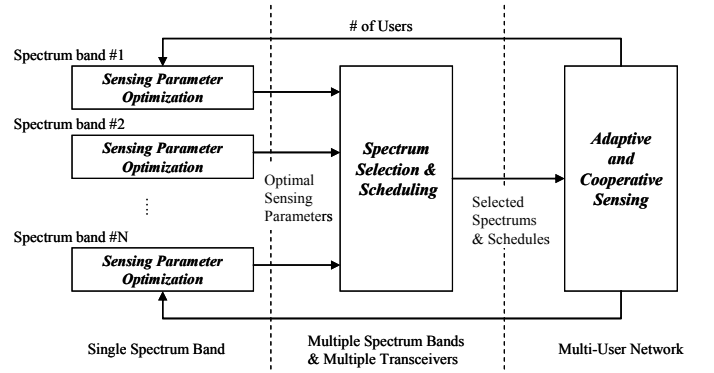 # of Users
Spectrum band #1
Sensing Parameter
Optimization
Spectrum band #2
Sensing Parameter
Optimization
Spectrum band #N
Sensing Parameter
Optimization
Optimal
Sensing
Parameters
Spectrum
Selection &
Scheduling
Selected
Spectrums
& Schedules
Adaptive
and
Cooperative
Sensing
Single Spectrum Band
Multiple Spectrum Bands
& Multiple Transceivers
Multi-User Network